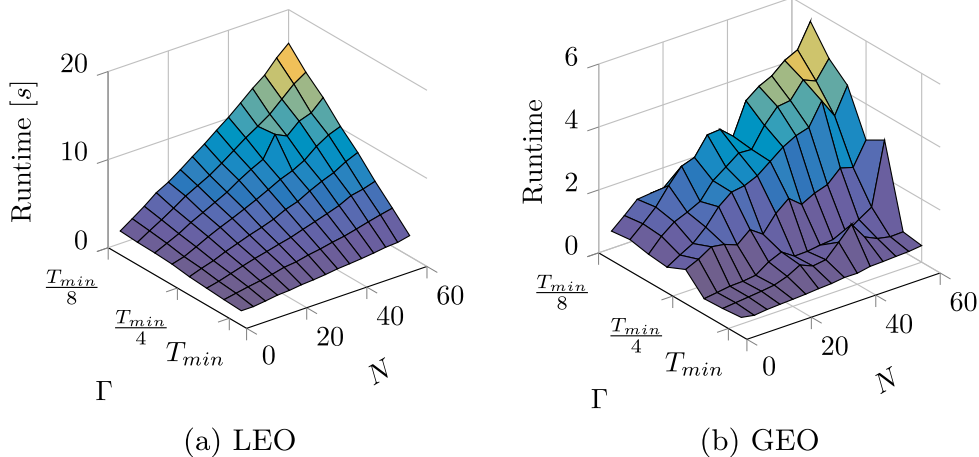 20
10
0
Runtime [s]
T_min/8
T_min/4
T_min
Γ
0
20
40
60
N
(a) LEO
6
4
2
0
Runtime
T_min/8
T_min/4
T_min
Γ
0
20
40
60
N
(b) GEO